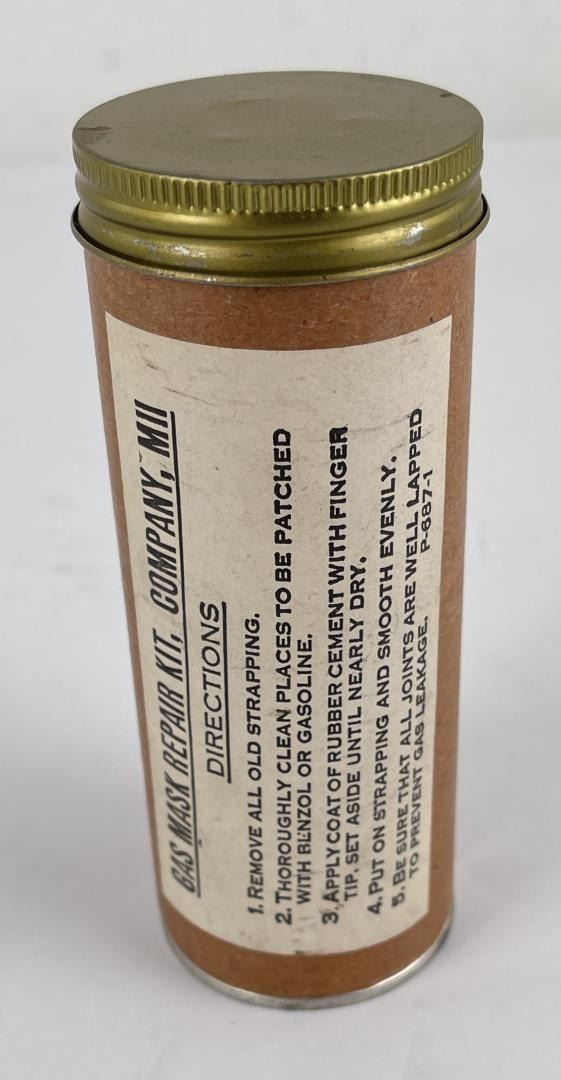 GAS MASK REPAIR KIT, COMPANY, MII
DIRECTIONS
1. REMOVE ALL OLD STRAPPING.
2. THOROUGHLY CLEAN PLACES TO BE PATCHED
WITH BENZOL OR GASOLINE.
3. APPLY COAT OF RUBBER CEMENT WITH FINGER
TIP. SET ASIDE UNTIL NEARLY DRY.
4. PUT ON STRAPPING AND SMOOTH EVENLY.
5. BE SURE THAT ALL JOINTS ARE WELL LAPPED
TO PREVENT GAS LEAKAGE. P-687-1